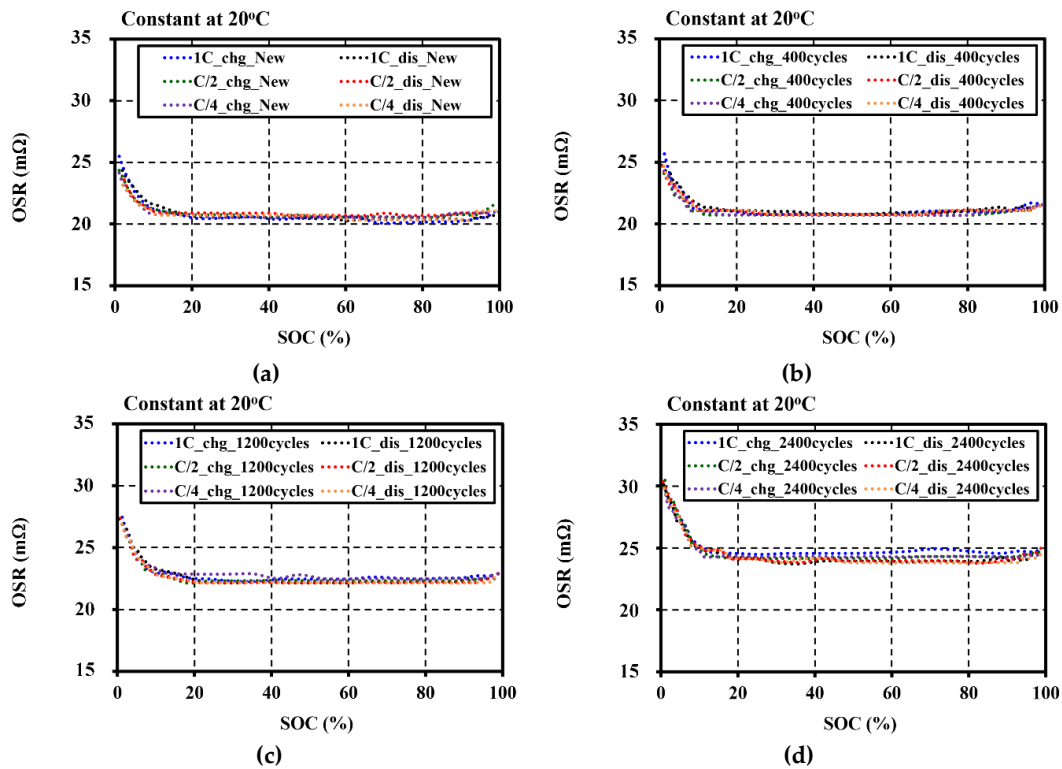 Constant at 20°C
35
30
25
20
15
OSR (mΩ)
1C_chg_New 1C_dis_New
C/2_chg_New C/2_dis_New
C/4_chg_New C/4_dis_New
0 20 40 60 80 100
SOC (%)
(a)
Constant at 20°C
35
30
25
20
15
OSR (mΩ)
1C_chg_400cycles 1C_dis_400cycles
C/2_chg_400cycles C/2_dis_400cycles
C/4_chg_400cycles C/4_dis_400cycles
0 20 40 60 80 100
SOC (%)
(b)
Constant at 20°C
35
30
25
20
15
OSR (mΩ)
1C_chg_1200cycles 1C_dis_1200cycles
C/2_chg_1200cycles C/2_dis_1200cycles
C/4_chg_1200cycles C/4_dis_1200cycles
0 20 40 60 80 100
SOC (%)
(c)
Constant at 20°C
35
30
25
20
15
OSR (mΩ)
1C_chg_2400cycles 1C_dis_2400cycles
C/2_chg_2400cycles C/2_dis_2400cycles
C/4_chg_2400cycles C/4_dis_2400cycles
0 20 40 60 80 100
SOC (%)
(d)